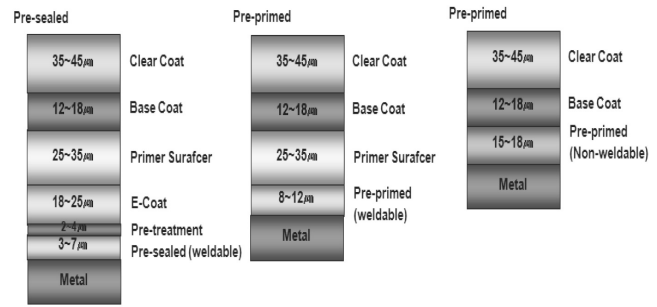 Pre-sealed
35~45㎛ Clear Coat
12~18㎛ Base Coat
25~35㎛ Primer Surafcer
18~25㎛ E-Coat
2~4㎛ Pre-treatment
3~7㎛ Pre-sealed (weldable)
Metal
Pre-primed
35~45㎛ Clear Coat
12~18㎛ Base Coat
25~35㎛ Primer Surafcer
8~12㎛ Pre-primed
(weldable)
Metal
Pre-primed
35~45㎛ Clear Coat
12~18㎛ Base Coat
15~18㎛ Pre-primed
(Non-weldable)
Metal